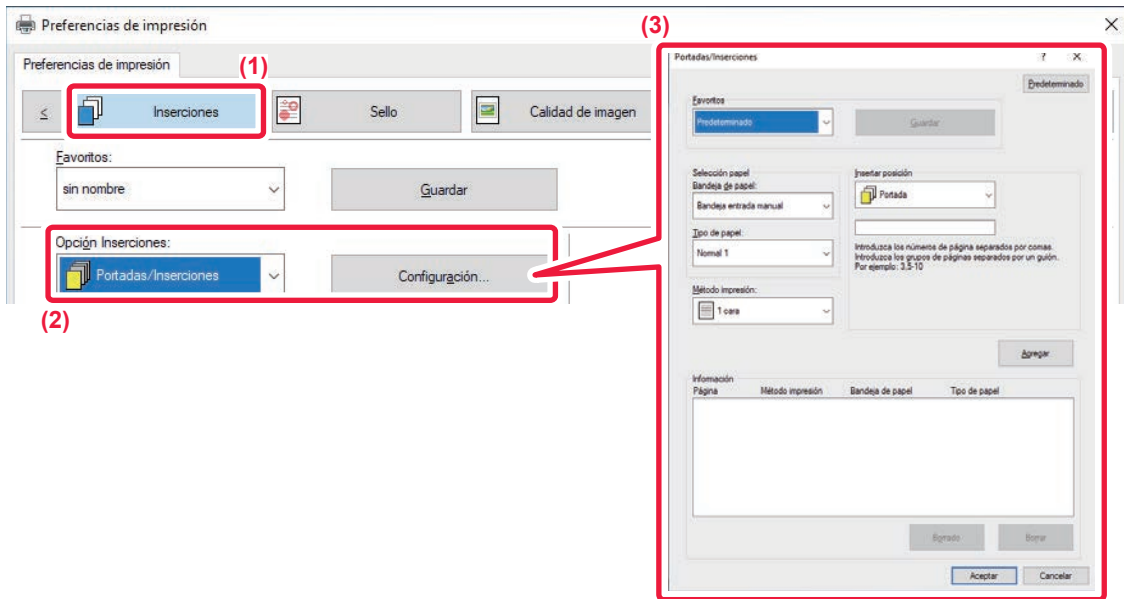 Preferencias de impresión
Preferencias de impresión
(1)
≤
Inserciones
Sello
Calidad de imagen
Favoritos:
sin nombre
Guardar
Opción Inserciones:
Portadas/Inserciones
Configuración...
(2)
(3)
Portadas/Inserciones
?
Predeterminado
Favoritos
Predeterminado
Guardar
Selección papel
Bandeja de papel:
Bandeja entrada manual
Tipo de papel:
Normal 1
Método impresión:
1 cara
Insertar posición
Portada
Introduzca los números de página separados por comas.
Introduzca los grupos de páginas separados por un guión.
Por ejemplo: 3,5-10
Agregar
Información
Página Método impresión Bandeja de papel Tipo de papel
Borrado Borrar
Aceptar Cancelar